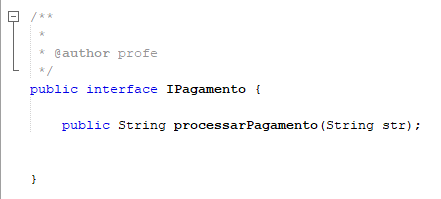 /**
 *
 * @author profe
 */
public interface IPagamento {
    public String processarPagamento(String str);
}